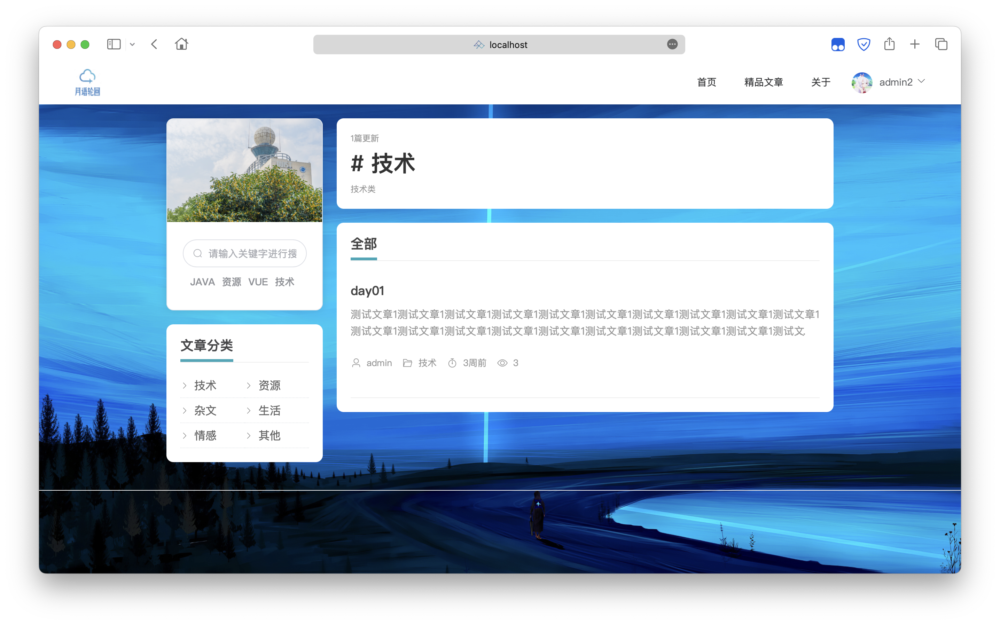 localhost
月语轮回
首页 精品文章 关于 admin2
1篇更新
# 技术
技术类
请输入关键字进行搜
JAVA 资源 VUE 技术
文章分类
技术 资源
杂文 生活
情感 其他
全部
day01
测试文章1测试文章1测试文章1测试文章1测试文章1测试文章1测试文章1测试文章1测试文章1测试文章1
测试文章1测试文章1测试文章1测试文章1测试文章1测试文章1测试文章1测试文章1测试文章1测试文.
admin 技术 3周前 3